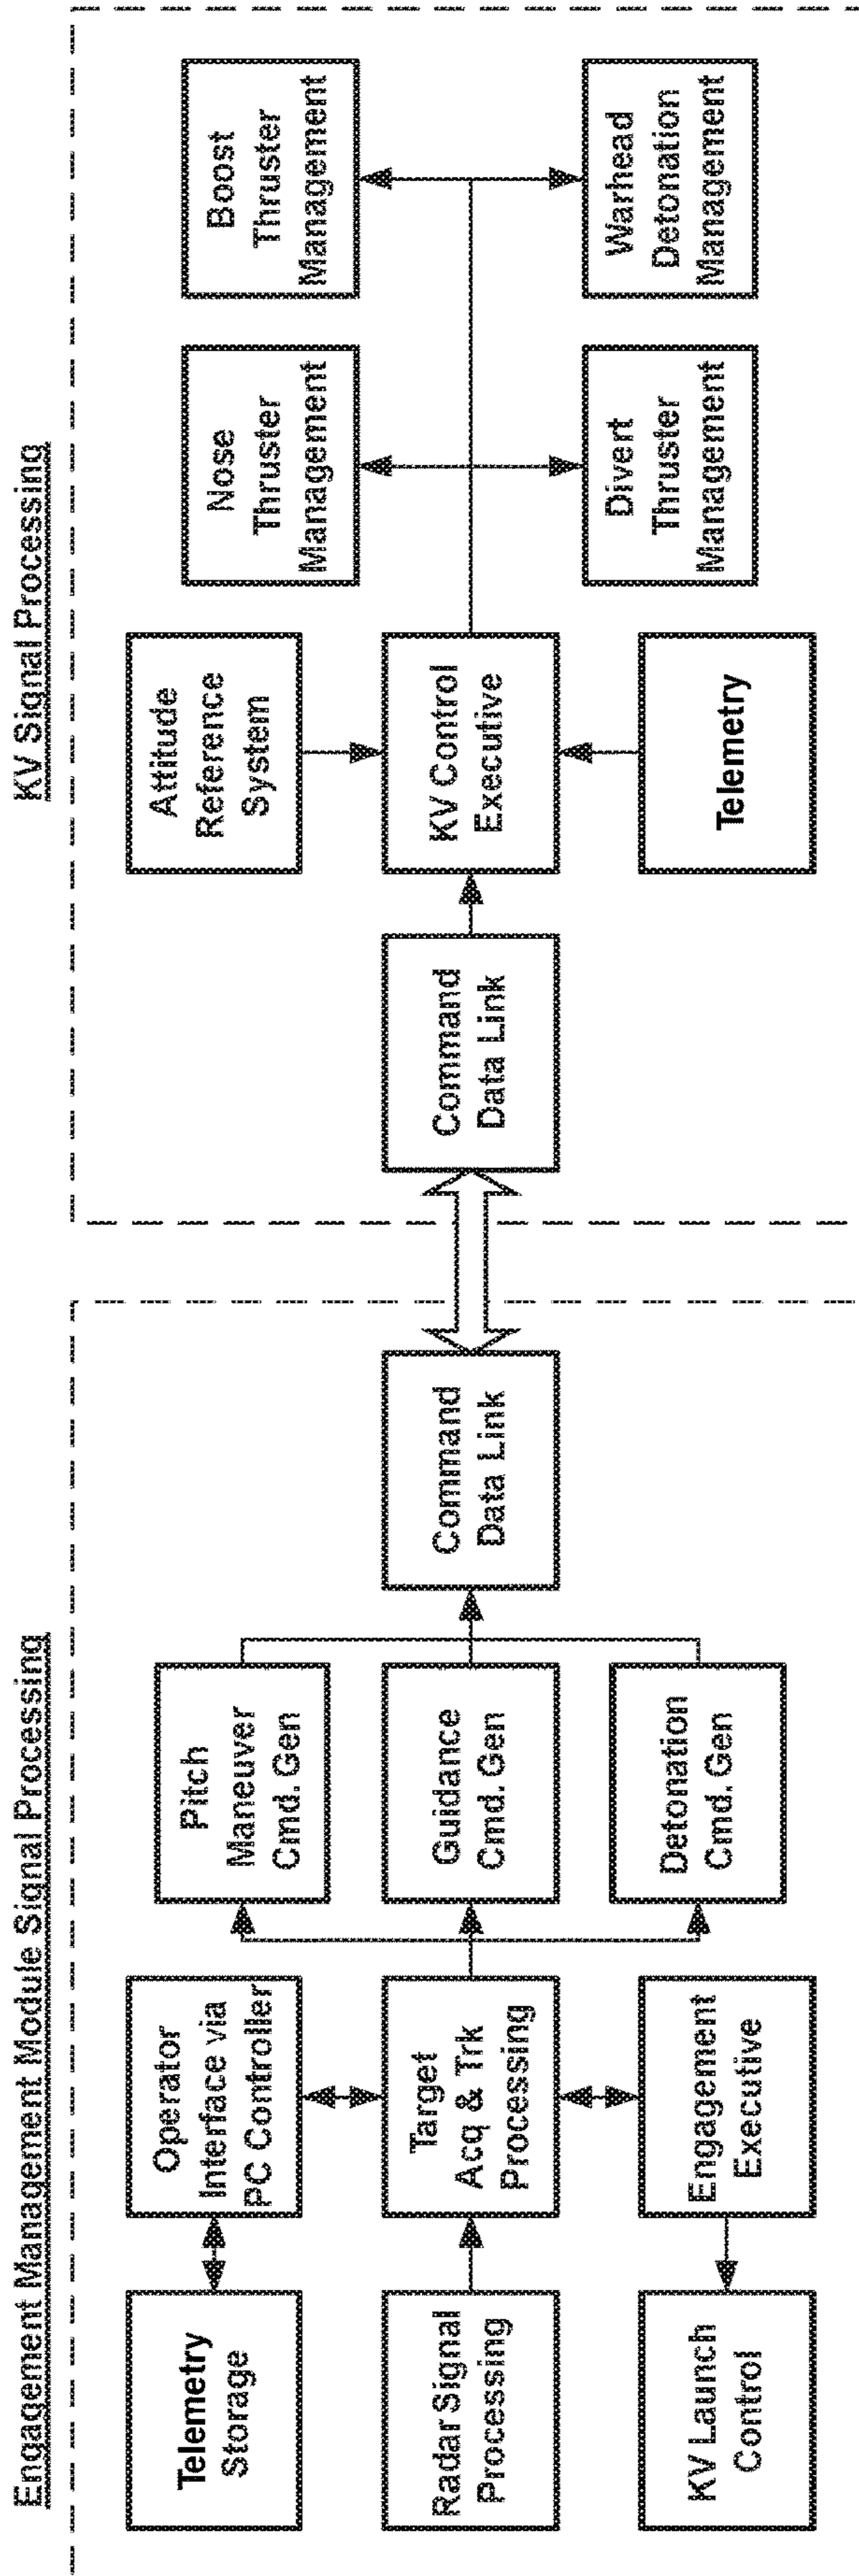 Engagement Management Module Signal Processing
Telemetry
Storage
Operator
Interface via
PC Controller
Pitch
Maneuver
Cmd. Gen
Radar Signal
Processing
Target
Acq & Trk
Processing
Guidance
Cmd. Gen
Command
Data Link
KV Launch
Control
Engagement
Executive
Detonation
Cmd. Gen
KV Signal Processing
Attitude
Reference
System
Nose
Thruster
Management
Boost
Thruster
Management
Command
Data Link
KV Control
Executive
Telemetry
Divert
Thruster
Management
Warhead
Detonation
Management